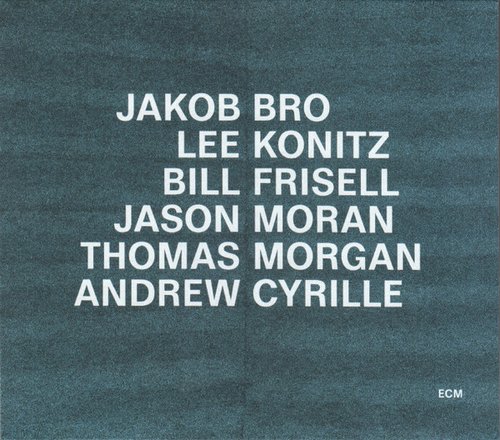 JAKOB BRO
LEE KONITZ
BILL FRISELL
JASON MORAN
THOMAS MORGAN
ANDREW CYRILLE
ECM